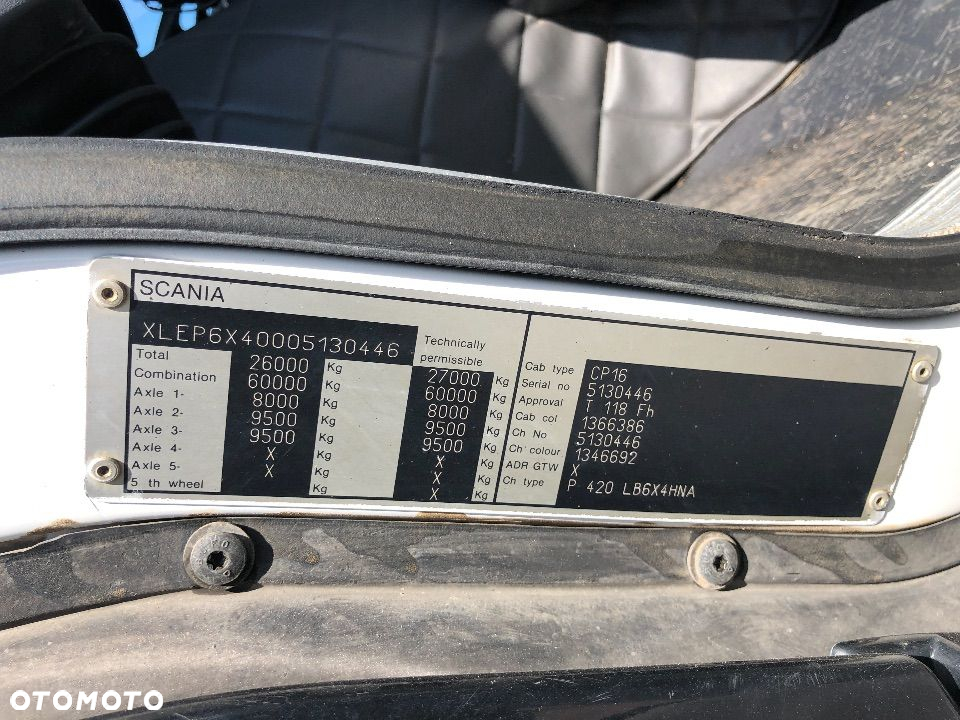 SCANIA
XLEP6X40005130446 Technically permissible
Total 26000 Kg 27000 Kg
Combination 60000 Kg 60000 Kg
Axle 1- 8000 Kg 8000 Kg
Axle 2- 9500 Kg 9500 Kg
Axle 3- 9500 Kg 9500 Kg
Axle 4- X Kg X Kg
Axle 5- X Kg X Kg
5 th wheel Kg X Kg
Cab type CP16
Serial no 5130446
Approval T 118 Fh
Cab col 1366386
Ch No 5130446
Ch colour 1346692
ADR GTW X
Ch type P 420 LB6X4HNA
OTOMOTO